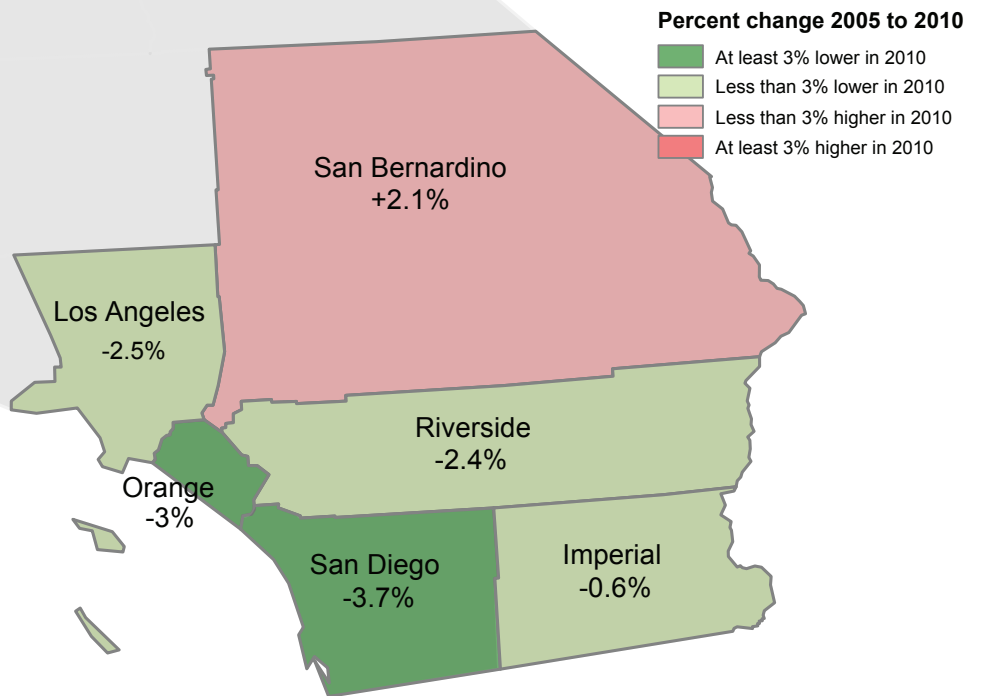 Percent change 2005 to 2010
At least 3% lower in 2010
Less than 3% lower in 2010
Less than 3% higher in 2010
At least 3% higher in 2010
San Bernardino
+2.1%
Los Angeles
-2.5%
Riverside
-2.4%
Orange
-3%
San Diego
-3.7%
Imperial
-0.6%